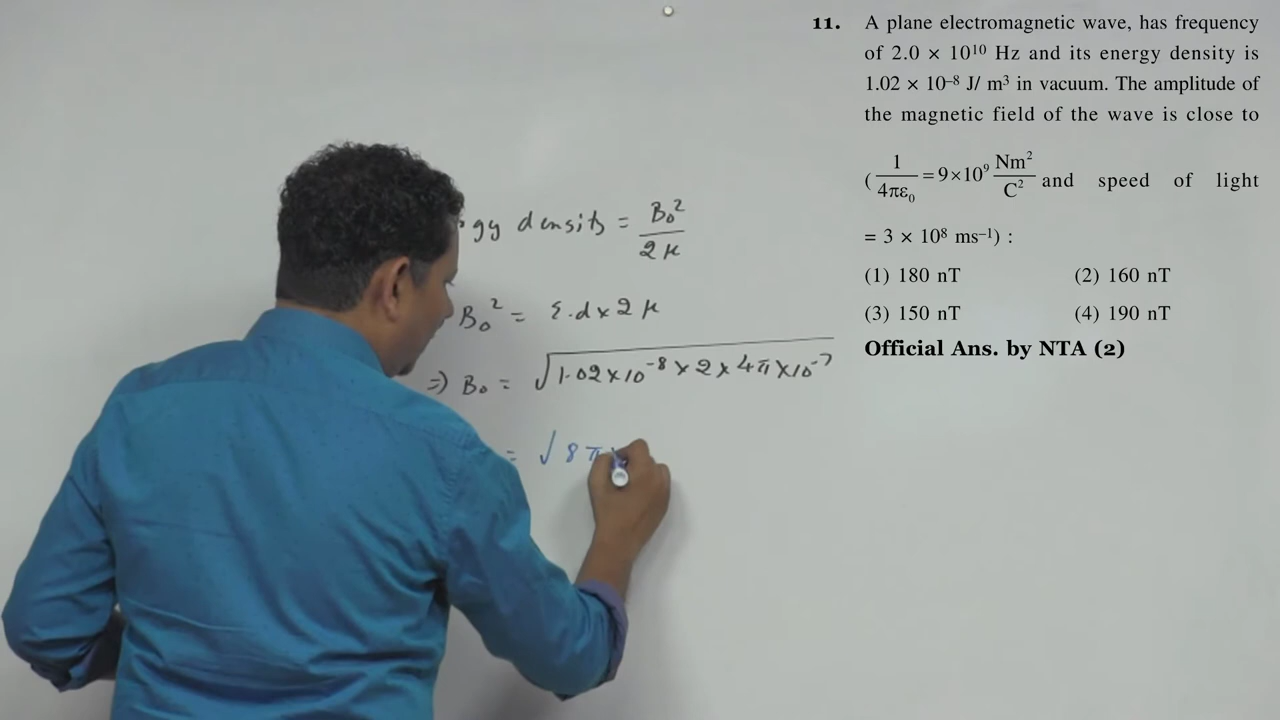 11. A plane electromagnetic wave, has frequency
of 2.0 × 10¹⁰ Hz and its energy density is
1.02 × 10⁻⁸ J/ m³ in vacuum. The amplitude of
the magnetic field of the wave is close to
( 1/4πε₀ = 9×10⁹ Nm²/C² and speed of light
= 3 × 10⁸ ms⁻¹) :
(1) 180 nT (2) 160 nT
(3) 150 nT (4) 190 nT
Official Ans. by NTA (2)
gy density = B₀²/2μ
B₀² = E.d × 2 μ
=) B₀ = √1.02 × 10⁻⁸ × 2 × 4π × 10⁻⁷
= √8π